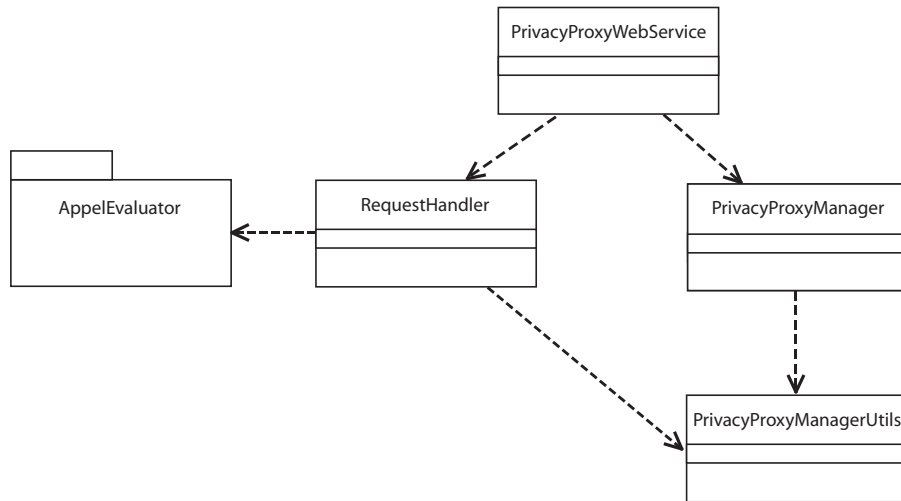 PrivacyProxyWebService
AppelEvaluator
RequestHandler
PrivacyProxyManager
PrivacyProxyManagerUtils